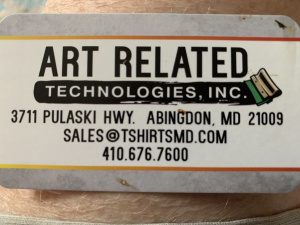 ART RELATED
TECHNOLOGIES, INC.
3711 PULASKI HWY. ABINGDON, MD 21009
SALES@TSHIRTSMD.COM
410.676.7600